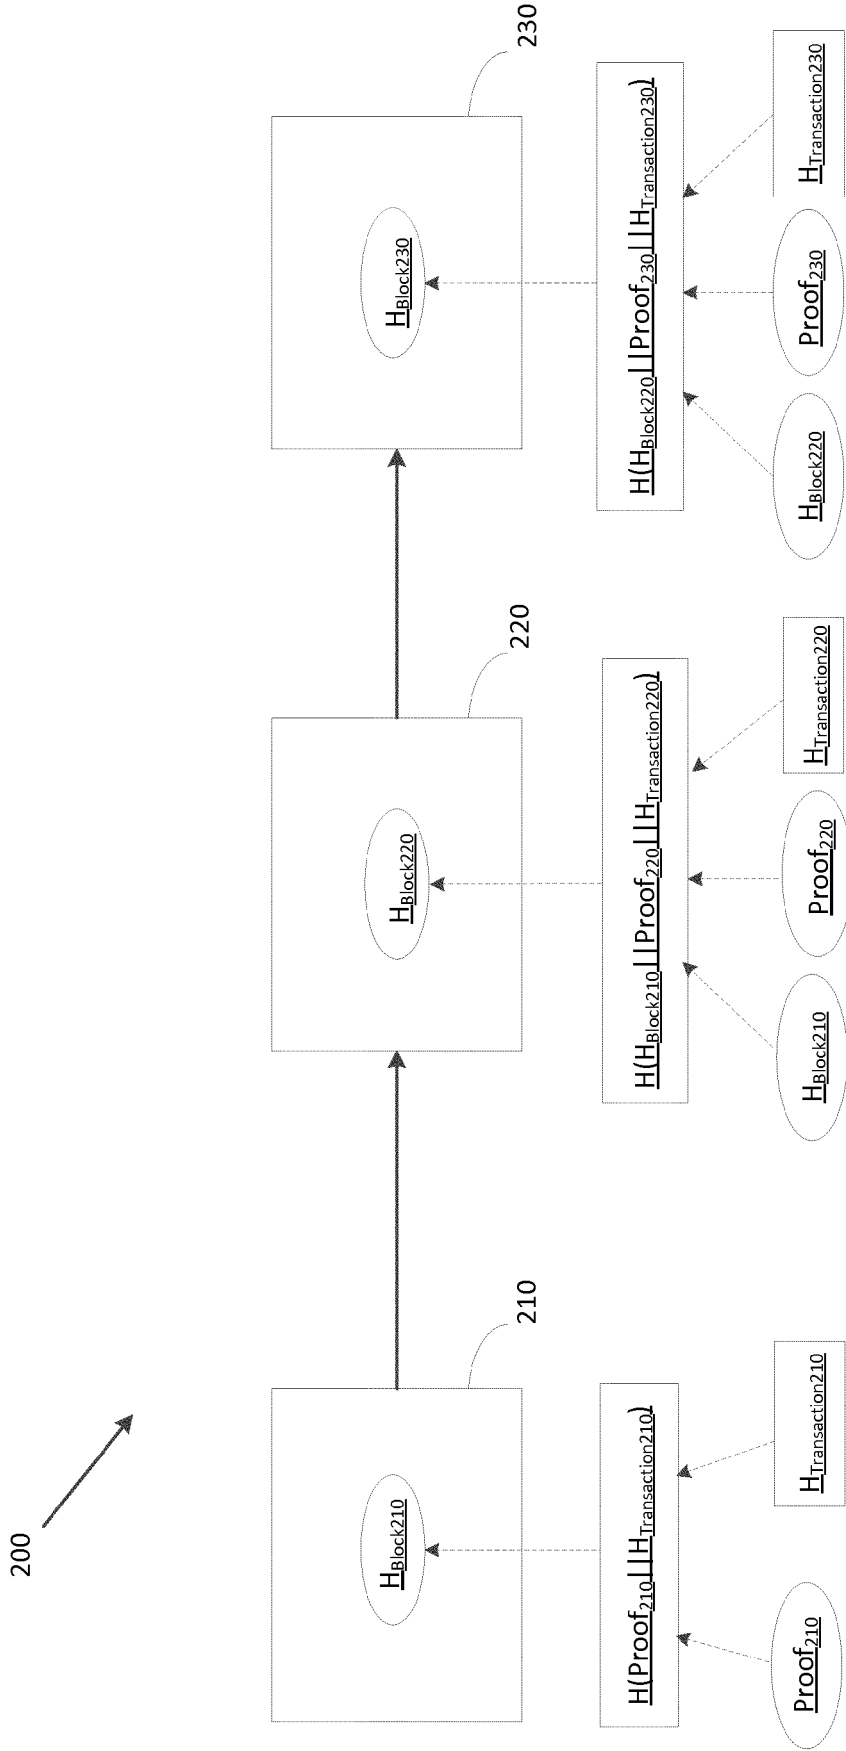 200
210
220
230
H_Block210
H_Block220
H_Block230
H(Proof_210||H_Transaction210)
H(H_Block210||Proof_220||H_Transaction220)
H(H_Block220||Proof_230||H_Transaction230)
Proof_210
H_Transaction210
H_Block210
Proof_220
H_Transaction220
H_Block220
Proof_230
H_Transaction230